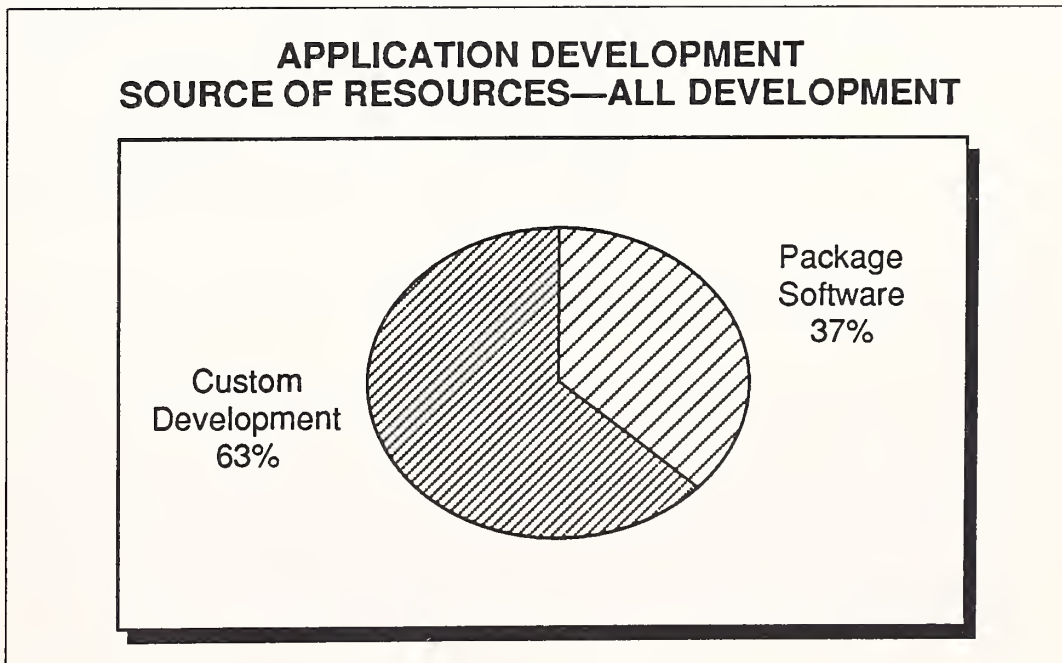 APPLICATION DEVELOPMENT
SOURCE OF RESOURCES—ALL DEVELOPMENT
Package
Software
37%
Custom
Development
63%